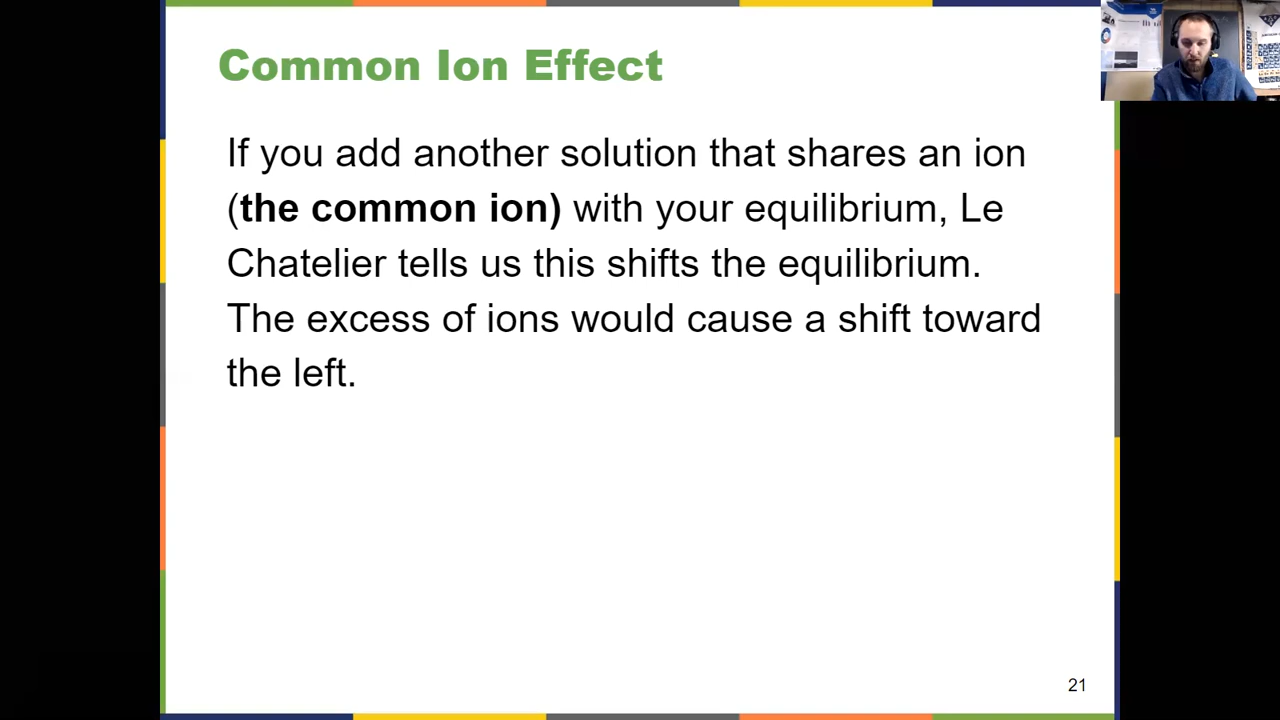 Common Ion Effect
If you add another solution that shares an ion
(the common ion) with your equilibrium, Le
Chatelier tells us this shifts the equilibrium.
The excess of ions would cause a shift toward
the left.
21